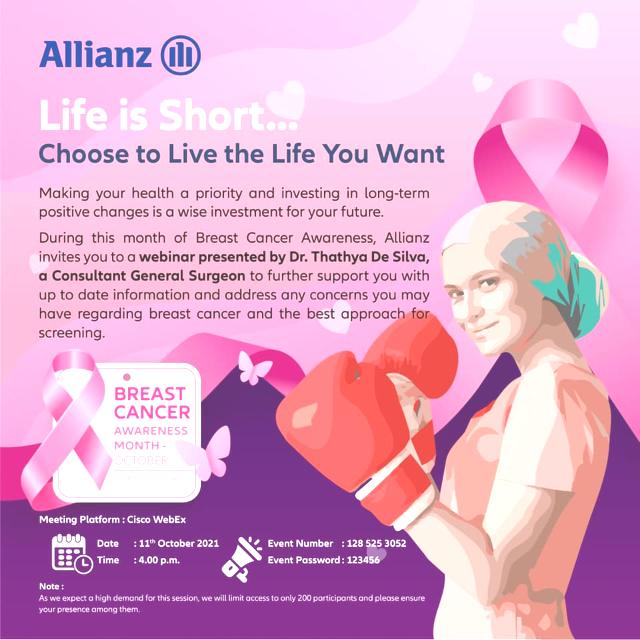 Allianz
Life is Short...
Choose to Live the Life You Want
Making your health a priority and investing in long-term
positive changes is a wise investment for your future.
During this month of Breast Cancer Awareness, Allianz
invites you to a webinar presented by Dr. Thathya De Silva,
a Consultant General Surgeon to further support you with
up to date information and address any concerns you may
have regarding breast cancer and the best approach for
screening.
BREAST
CANCER
AWARENESS
MONTH -
OCTOBER
Meeting Platform : Cisco WebEx
Date : 11th October 2021
Time : 4.00 p.m.
Event Number : 128 525 3052
Event Password : 123456
Note :
As we expect a high demand for this session, we will limit access to only 200 participants and please ensure
your presence among them.